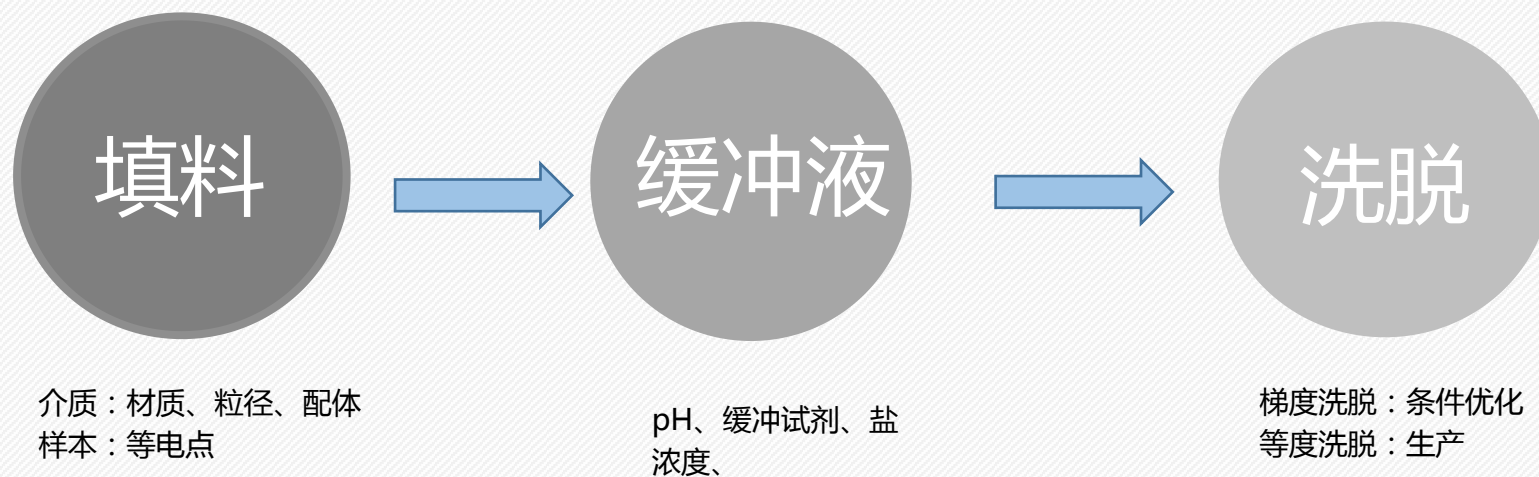 填料
缓冲液
洗脱
介质：材质、粒径、配体
样本：等电点
pH、缓冲试剂、盐
浓度、
梯度洗脱：条件优化
等度洗脱：生产